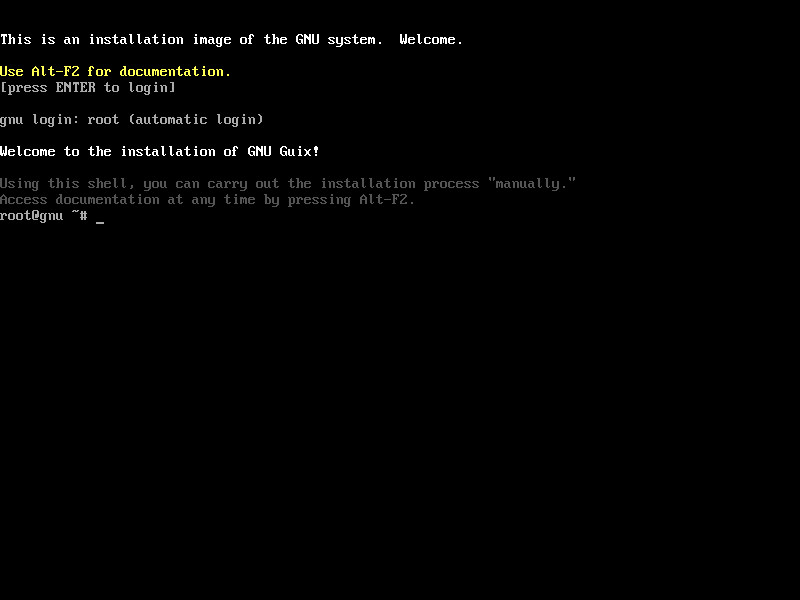 This is an installation image of the GNU system.  Welcome.
Use Alt-F2 for documentation.
[press ENTER to login]
gnu login: root (automatic login)
Welcome to the installation of GNU Guix!
Using this shell, you can carry out the installation process "manually."
Access documentation at any time by pressing Alt-F2.
root@gnu ~# _